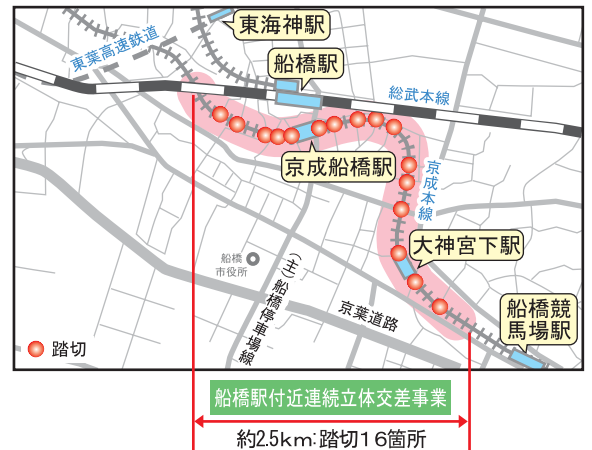 東海神駅
東葉高速鉄道
船橋駅
総武本線
京成船橋駅
京成本線
大神宮下駅
船橋
市役所
(主)船橋停車場線
京葉道路
船橋競
馬場駅
踏切
船橋駅付近連続立体交差事業
約2.5km:踏切16箇所